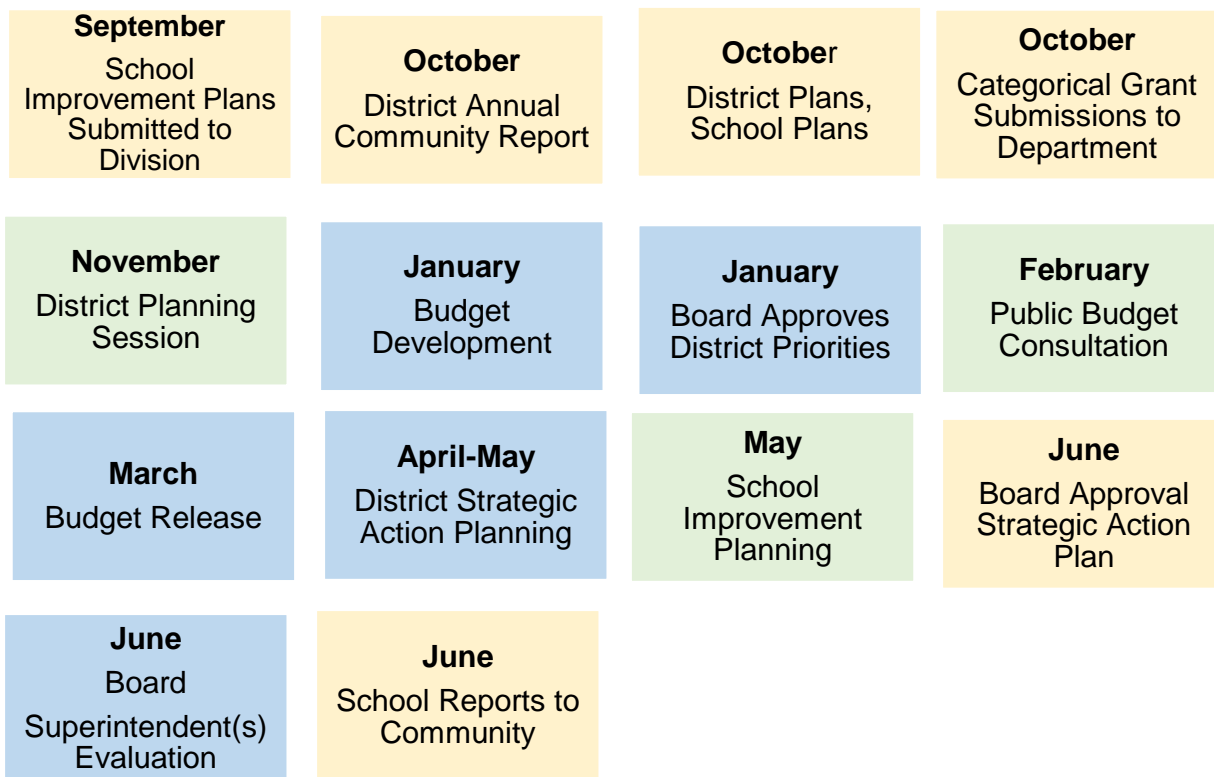 September
School
Improvement Plans
Submitted to
Division
October
District Annual
Community Report
October
District Plans,
School Plans
October
Categorical Grant
Submissions to
Department
November
District Planning
Session
January
Budget
Development
January
Board Approves
District Priorities
February
Public Budget
Consultation
March
Budget Release
April-May
District Strategic
Action Planning
May
School
Improvement
Planning
June
Board Approval
Strategic Action
Plan
June
Board
Superintendent(s)
Evaluation
June
School Reports to
Community